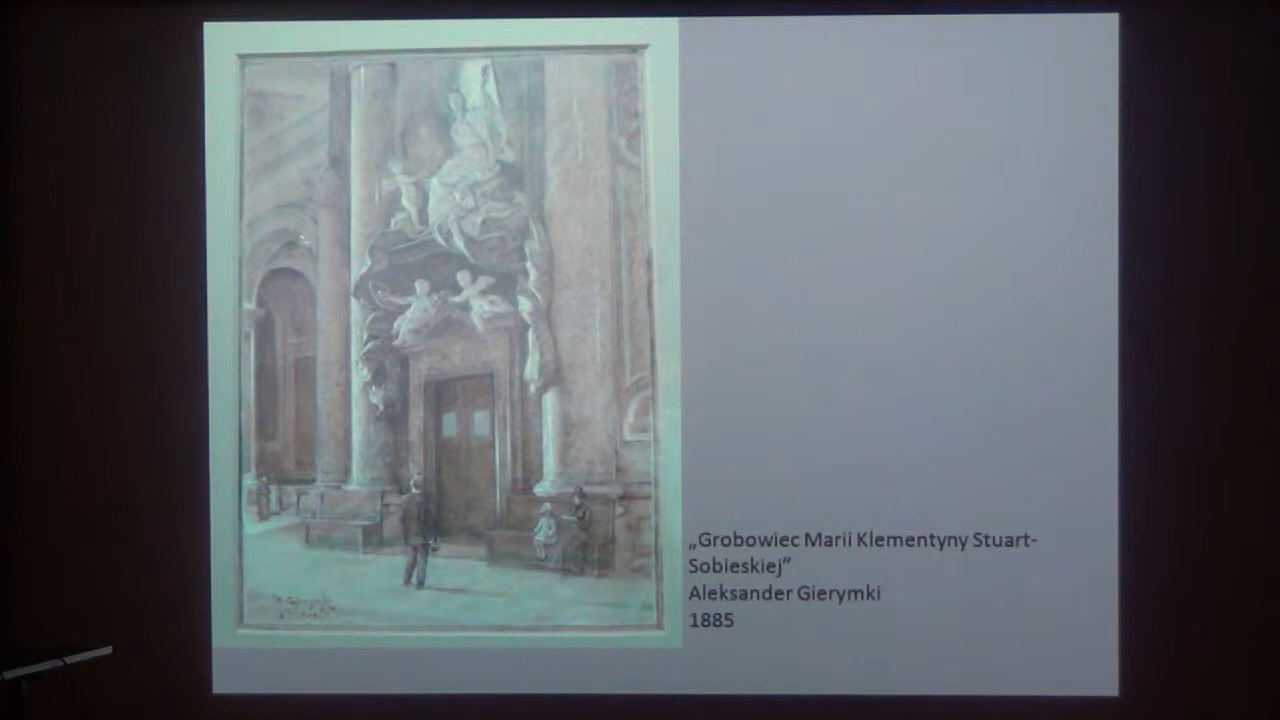 „Grobowiec Marii Klementyny Stuart-
Sobieskiej”
Aleksander Gierymki
1885